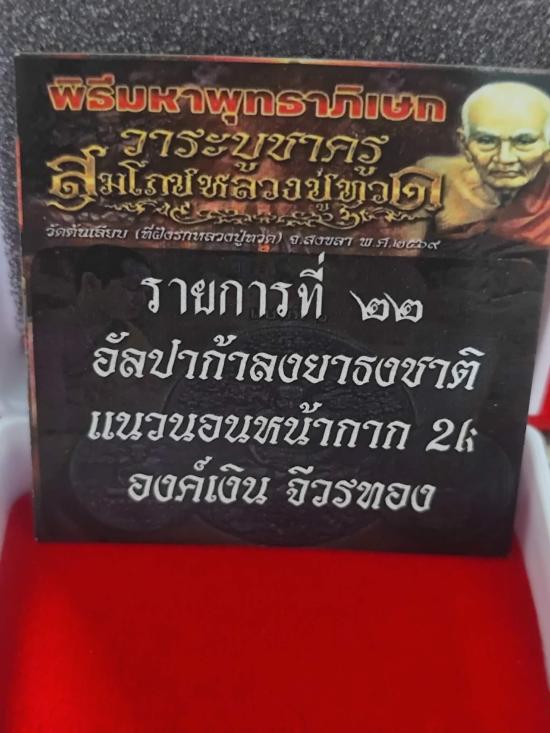 พิธีมหาพุทธาภิเษก
วาระบูชาครู
สมโภชหลวงปู่ทวด
วัดต้นเลียบ (ที่ฝังรกหลวงปู่ทวด) จ.สงขลา พ.ศ.๒๕๖๙
รายการที่ ๒๒
อัลปาก้าลงยาธงชาติ
แนวนอนหน้ากาก 2k
องค์เงิน จีวรทอง